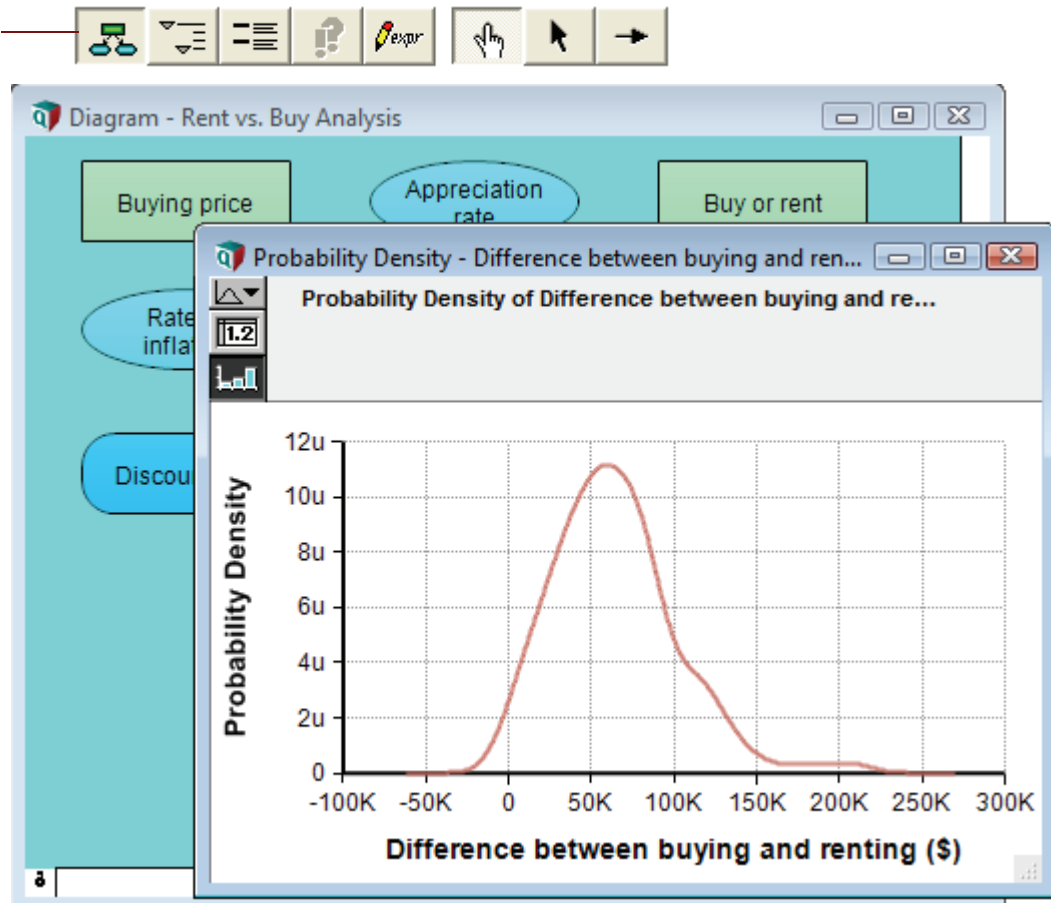 expr
Diagram - Rent vs. Buy Analysis
Buying price
Appreciation
rate
Buy or rent
Probability Density - Difference between buying and ren...
1.2
Probability Density of Difference between buying and re...
Rate
infla
Discou
Probability Density
12u
10u
8u
6u
4u
2u
0
-100K -50K 0 50K 100K 150K 200K 250K 300K
Difference between buying and renting ($)